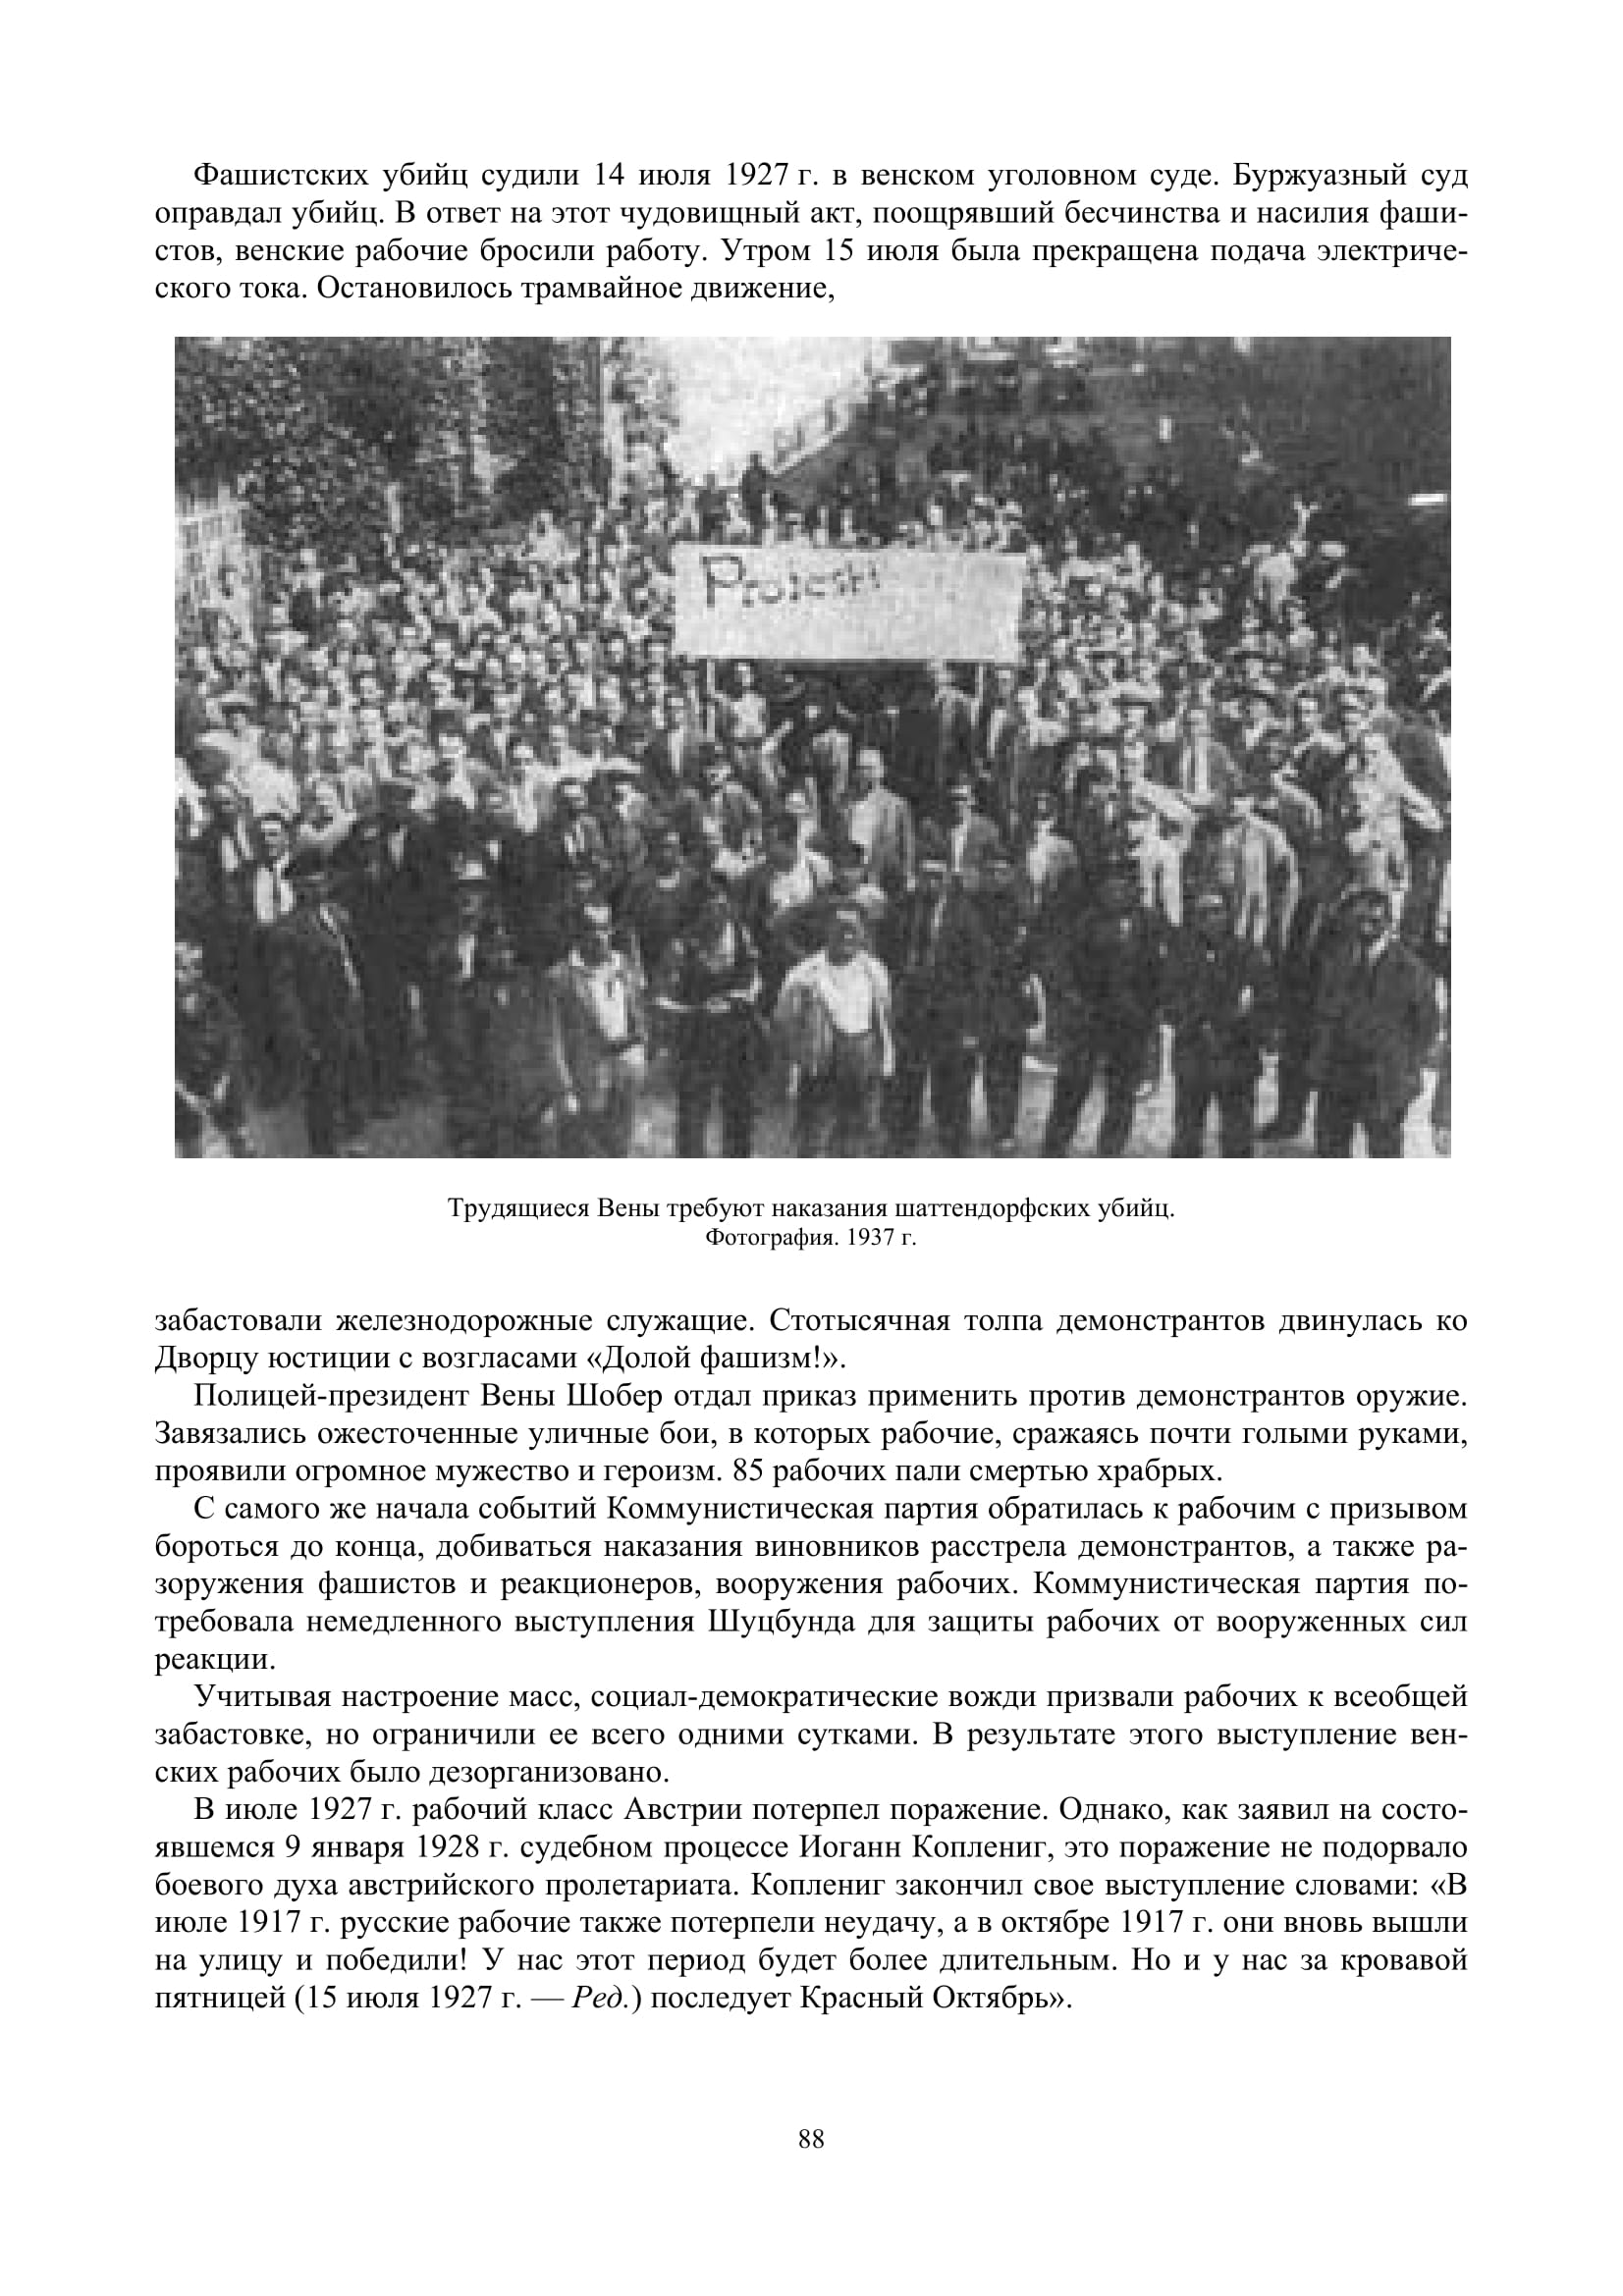 Фашистских убийц судили 14 июля 1927 г. в венском уголовном суде. Буржуазный суд
оправдал убийц. В ответ на этот чудовищный акт, поощрявший бесчинства и насилия фаши-
стов, венские рабочие бросили работу. Утром 15 июля была прекращена подача электриче-
ского тока. Остановилось трамвайное движение,
Protest!
Трудящиеся Вены требуют наказания шаттендорфских убийц.
Фотография. 1937 г.
забастовали железнодорожные служащие. Стотысячная толпа демонстрантов двинулась ко
Дворцу юстиции с возгласами «Долой фашизм!».
Полицей-президент Вены Шобер отдал приказ применить против демонстрантов оружие.
Завязались ожесточенные уличные бои, в которых рабочие, сражаясь почти голыми руками,
проявили огромное мужество и героизм. 85 рабочих пали смертью храбрых.
С самого же начала событий Коммунистическая партия обратилась к рабочим с призывом
бороться до конца, добиваться наказания виновников расстрела демонстрантов, а также ра-
зоружения фашистов и реакционеров, вооружения рабочих. Коммунистическая партия по-
требовала немедленного выступления Шуцбунда для защиты рабочих от вооруженных сил
реакции.
Учитывая настроение масс, социал-демократические вожди призвали рабочих к всеобщей
забастовке, но ограничили ее всего одними сутками. В результате этого выступление вен-
ских рабочих было дезорганизовано.
В июле 1927 г. рабочий класс Австрии потерпел поражение. Однако, как заявил на состо-
явшемся 9 января 1928 г. судебном процессе Иоганн Коплениг, это поражение не подорвало
боевого духа австрийского пролетариата. Коплениг закончил свое выступление словами: «В
июле 1917 г. русские рабочие также потерпели неудачу, а в октябре 1917 г. они вновь вышли
на улицу и победили! У нас этот период будет более длительным. Но и у нас за кровавой
пятницей (15 июля 1927 г. — Ред.) последует Красный Октябрь».
88